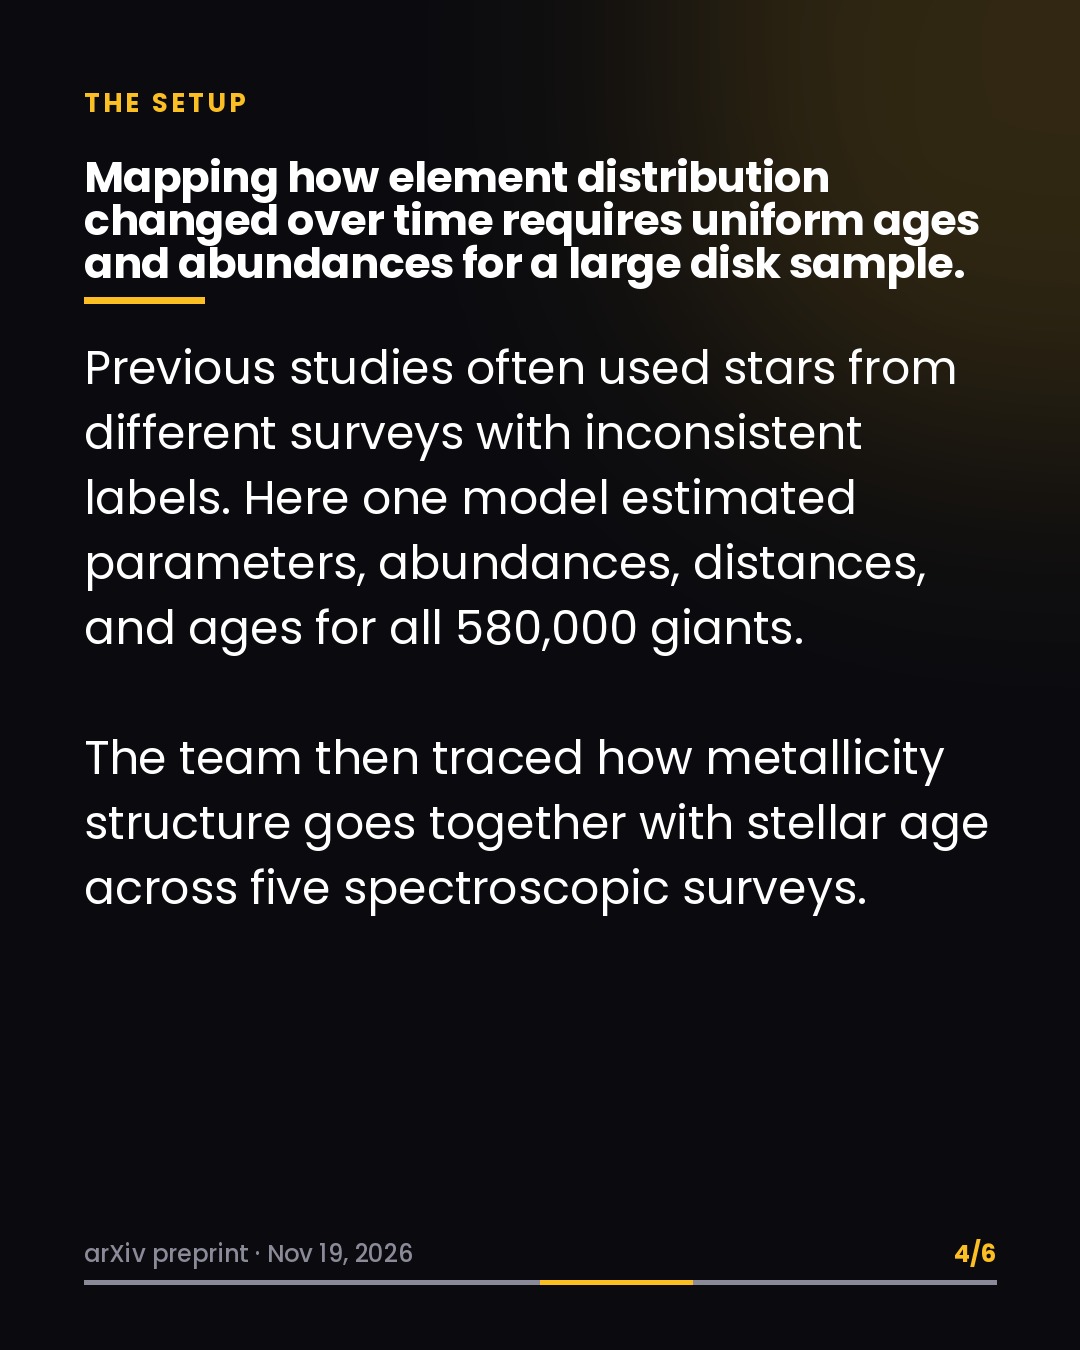 THE SETUP
Mapping how element distribution
changed over time requires uniform ages
and abundances for a large disk sample.
Previous studies often used stars from
different surveys with inconsistent
labels. Here one model estimated
parameters, abundances, distances,
and ages for all 580,000 giants.
The team then traced how metallicity
structure goes together with stellar age
across five spectroscopic surveys.
arXiv preprint · Nov 19, 2026
4/6